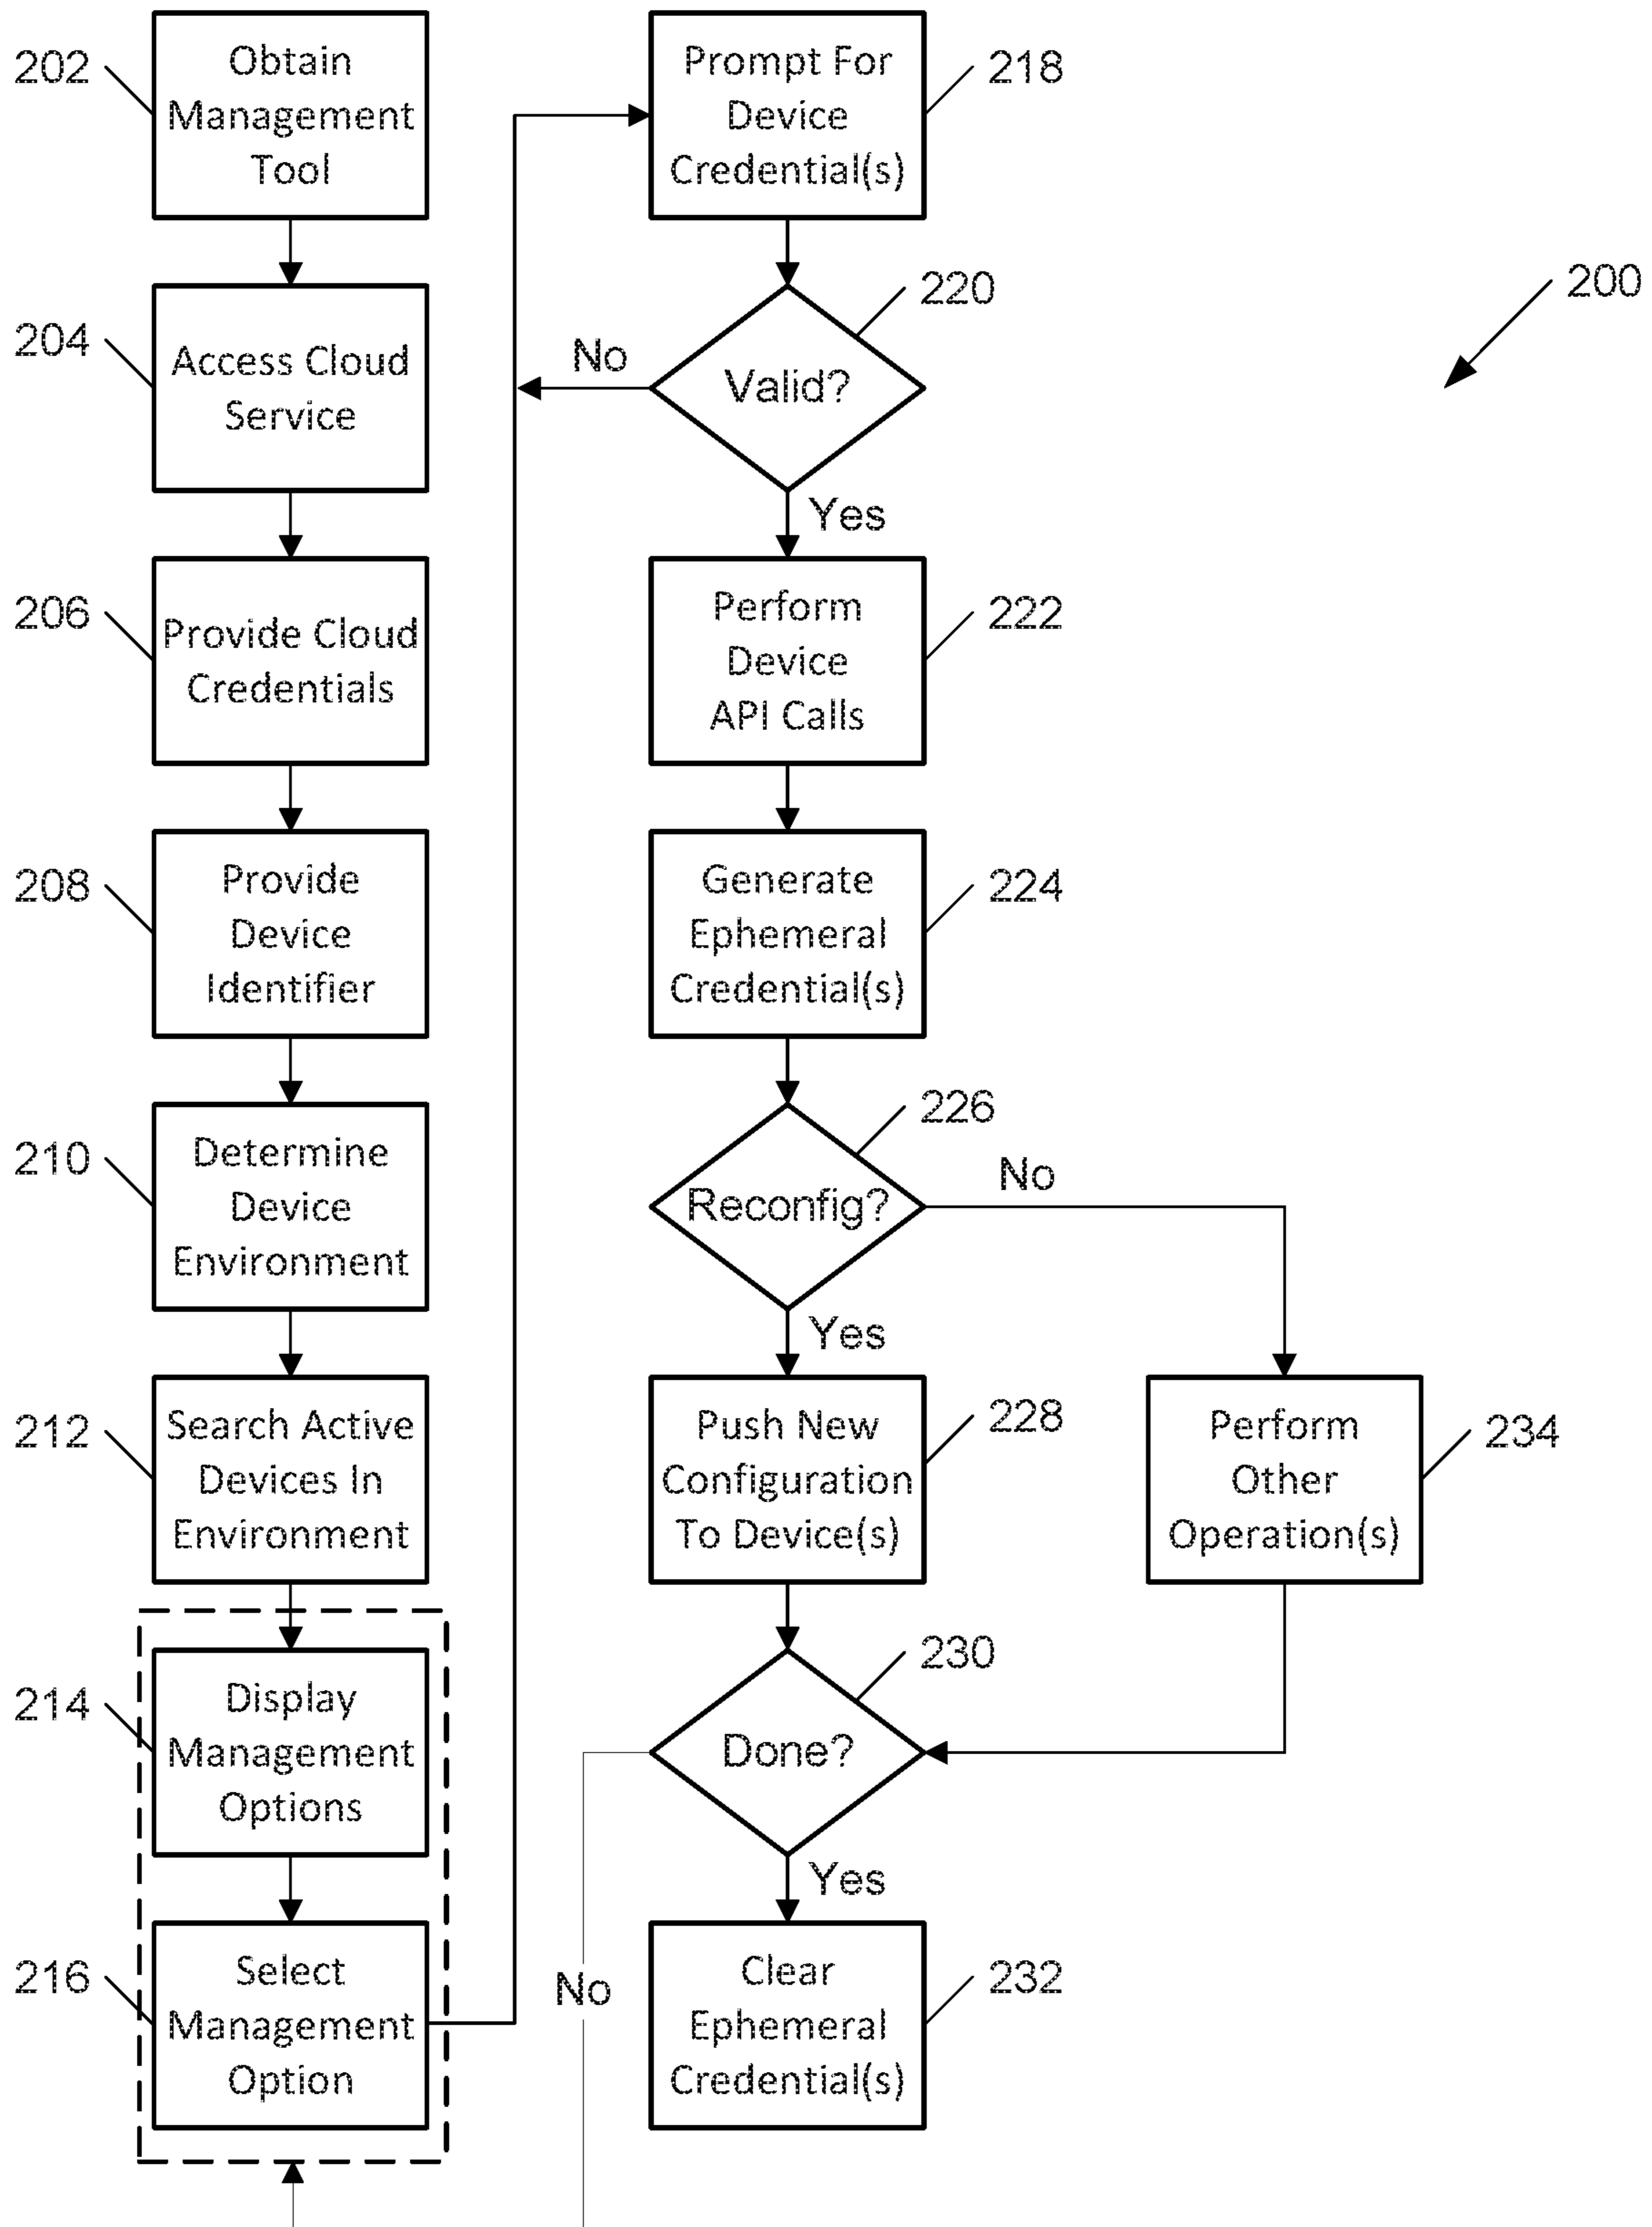 202
Obtain
Management
Tool
204
Access Cloud
Service
206
Provide Cloud
Credentials
208
Provide
Device
Identifier
210
Determine
Device
Environment
212
Search Active
Devices In
Environment
214
Display
Management
Options
216
Select
Management
Option
Prompt For
Device
Credential(s)
218
220
Valid?
No
Yes
Perform
Device
API Calls
222
Generate
Ephemeral
Credential(s)
224
226
Reconfig?
No
Yes
Push New
Configuration
To Device(s)
228
Perform
Other
Operation(s)
234
230
Done?
Yes
No
Clear
Ephemeral
Credential(s)
232
200